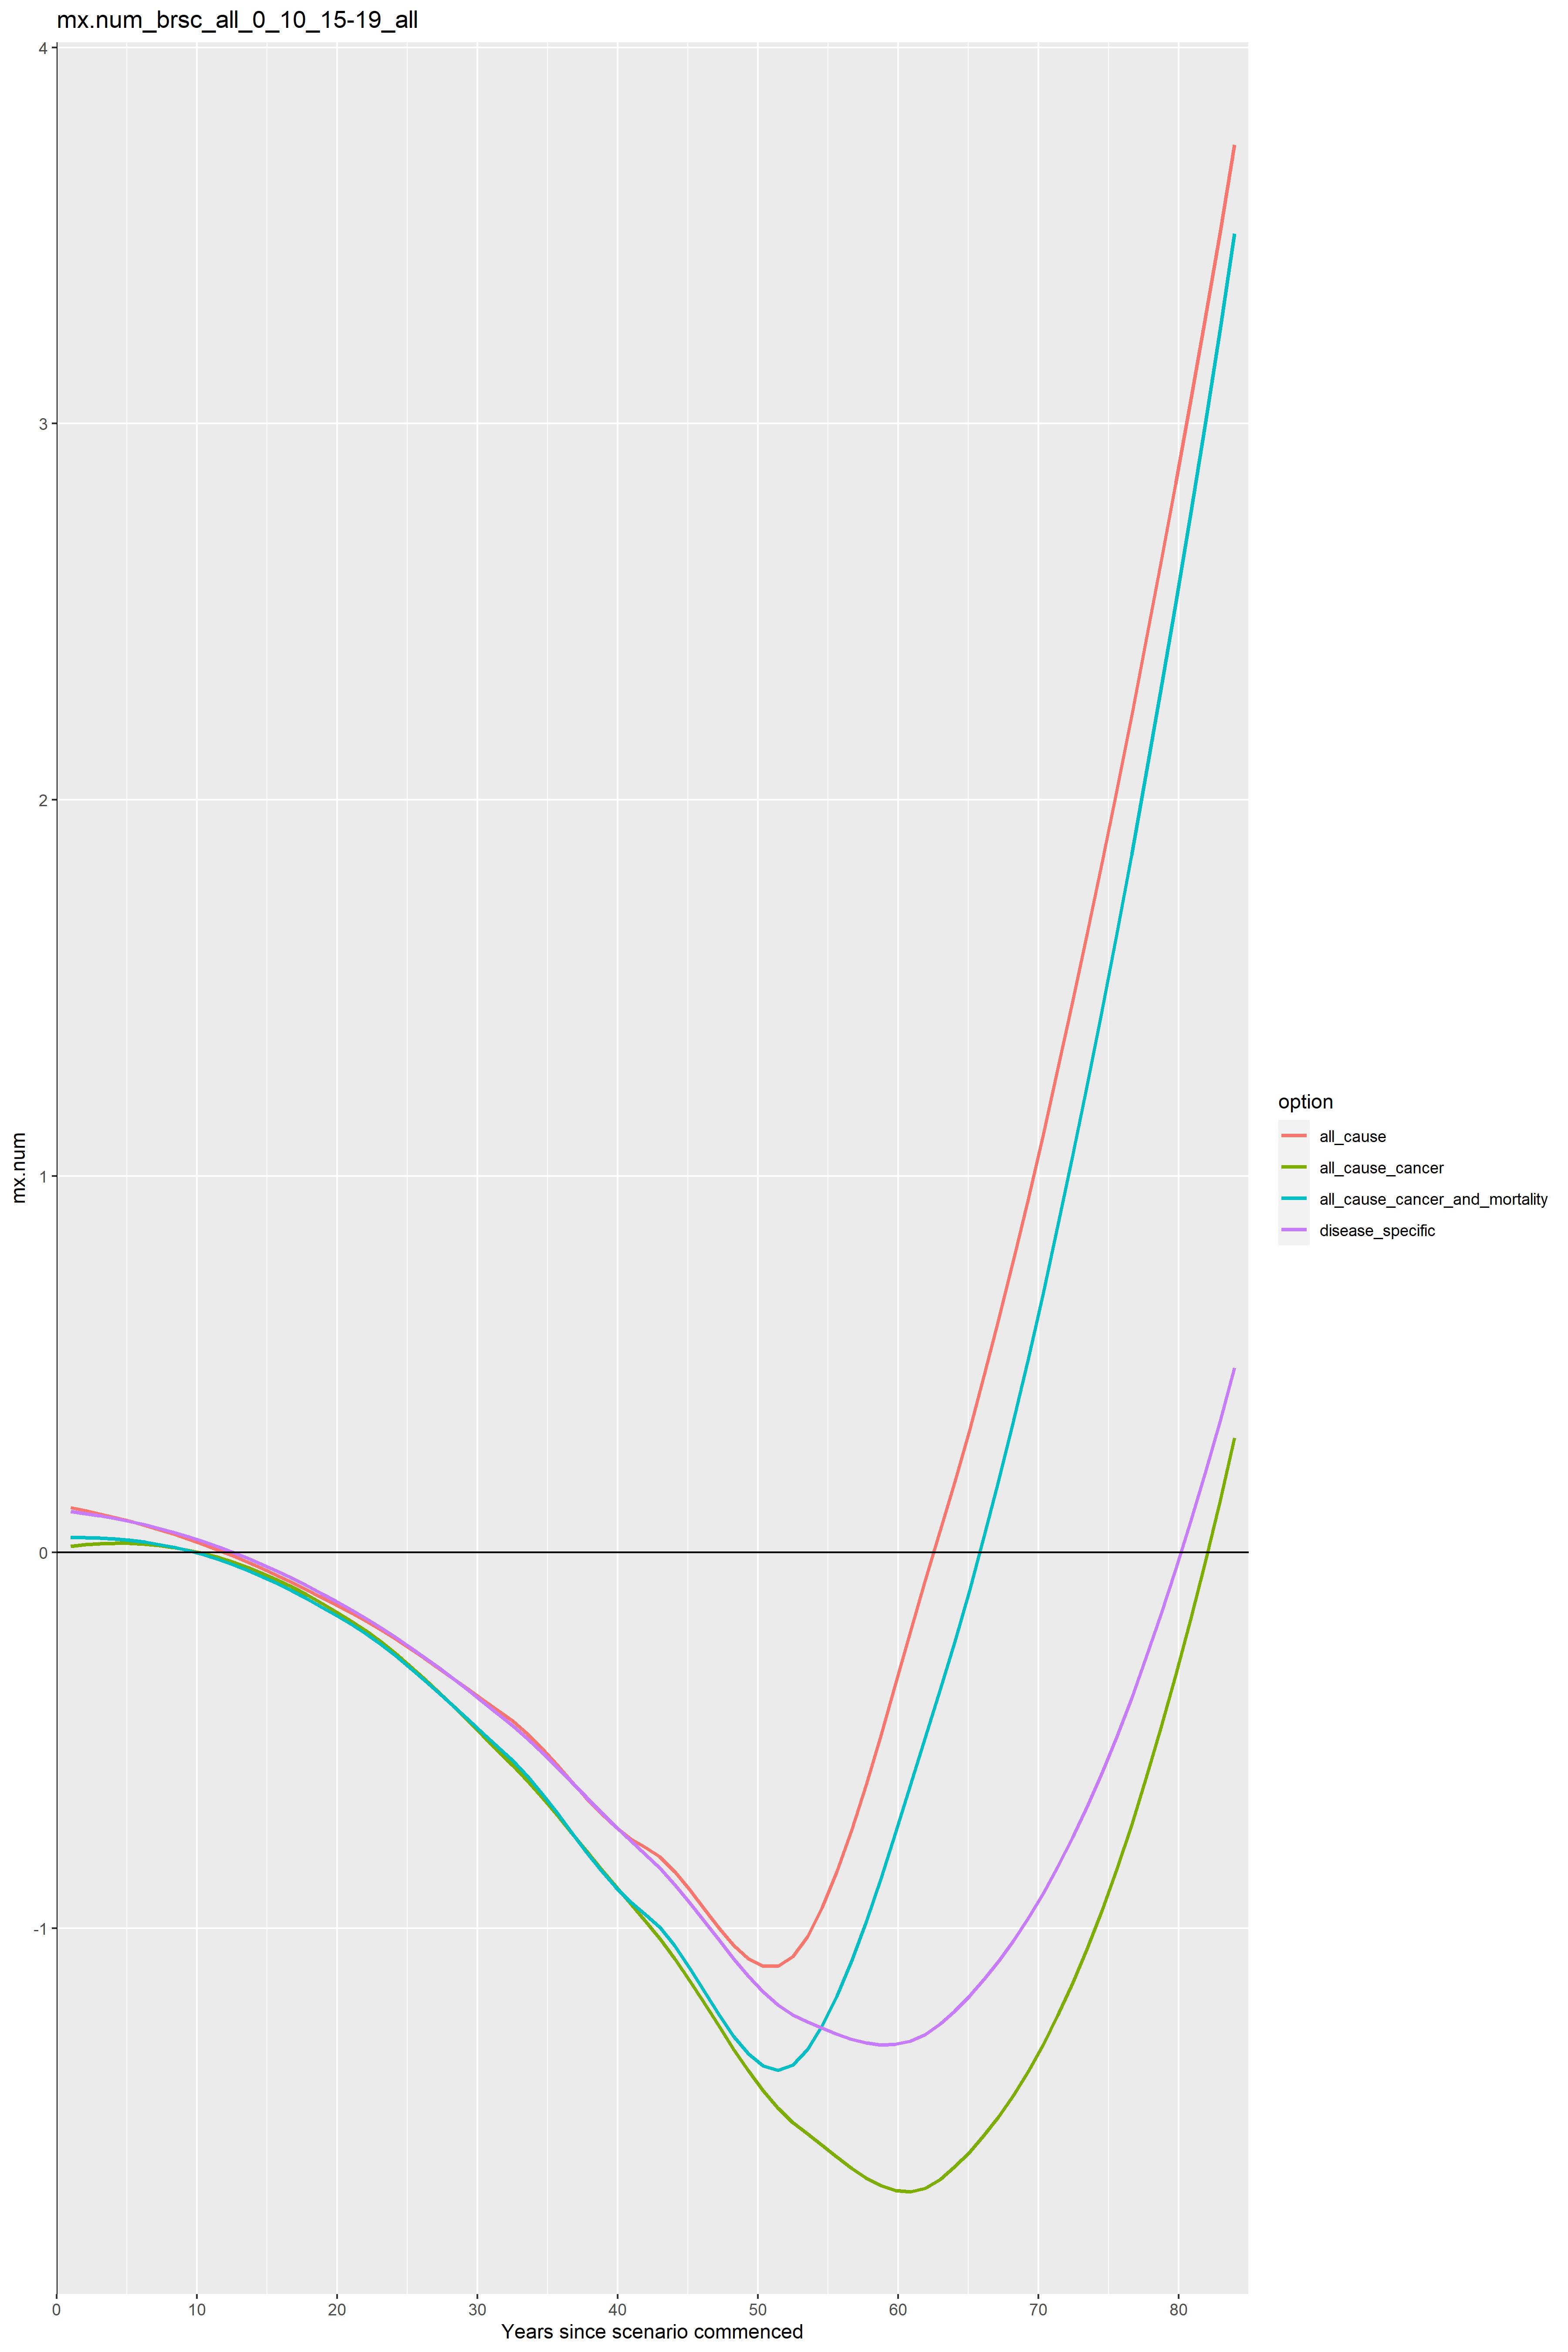 mx.num_brsc_all_0_10_15-19_all
4
3
2
1
0
-1
mx.num
0 10 20 30 40 50 60 70 80
Years since scenario commenced
option
all_cause
all_cause_cancer
all_cause_cancer_and_mortality
disease_specific